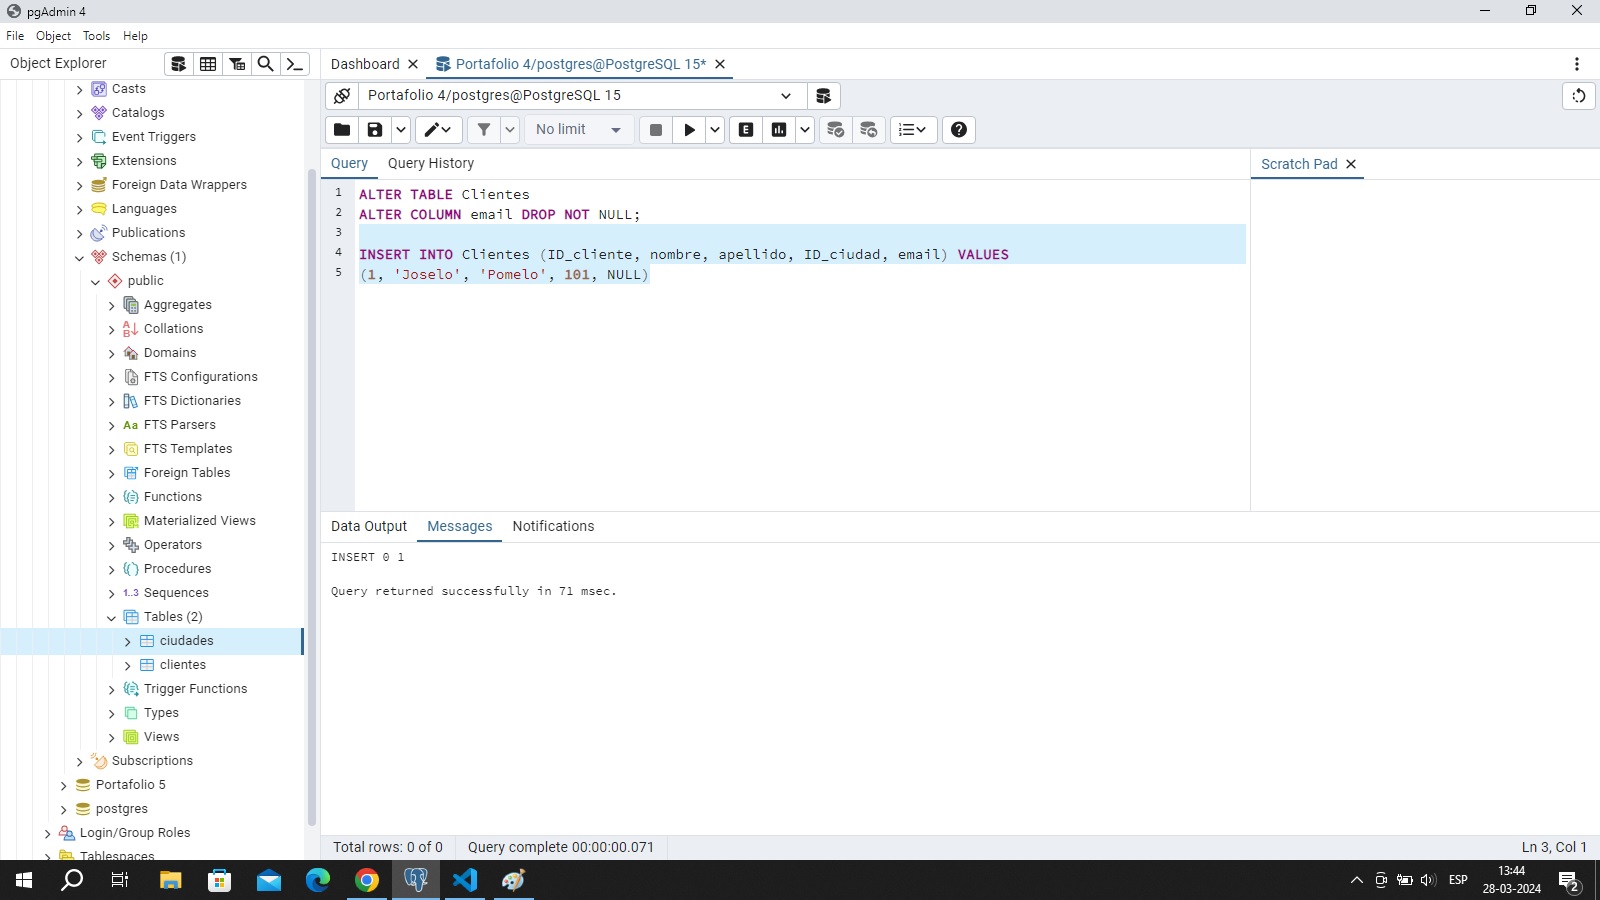 pgAdmin 4
File Object Tools Help
Object Explorer
Dashboard
Portafolio 4/postgres@PostgreSQL 15*
Casts
Catalogs
Event Triggers
Extensions
Foreign Data Wrappers
Languages
Publications
Schemas (1)
public
Aggregates
Collations
Domains
FTS Configurations
FTS Dictionaries
Aa FTS Parsers
FTS Templates
Foreign Tables
Functions
Materialized Views
Operators
Procedures
1..3 Sequences
Tables (2)
ciudades
clientes
Trigger Functions
Types
Views
Subscriptions
Portafolio 5
postgres
Login/Group Roles
Tablespaces
Portafolio 4/postgres@PostgreSQL 15
No limit
E
Query Query History
Scratch Pad
1 ALTER TABLE Clientes
2 ALTER COLUMN email DROP NOT NULL;
3
4 INSERT INTO Clientes (ID_cliente, nombre, apellido, ID_ciudad, email) VALUES
5 (1, 'Joselo', 'Pomelo', 101, NULL)
Data Output Messages Notifications
INSERT 0 1
Query returned successfully in 71 msec.
Total rows: 0 of 0 Query complete 00:00:00.071
Ln 3, Col 1
ESP
13:44
28-03-2024
2